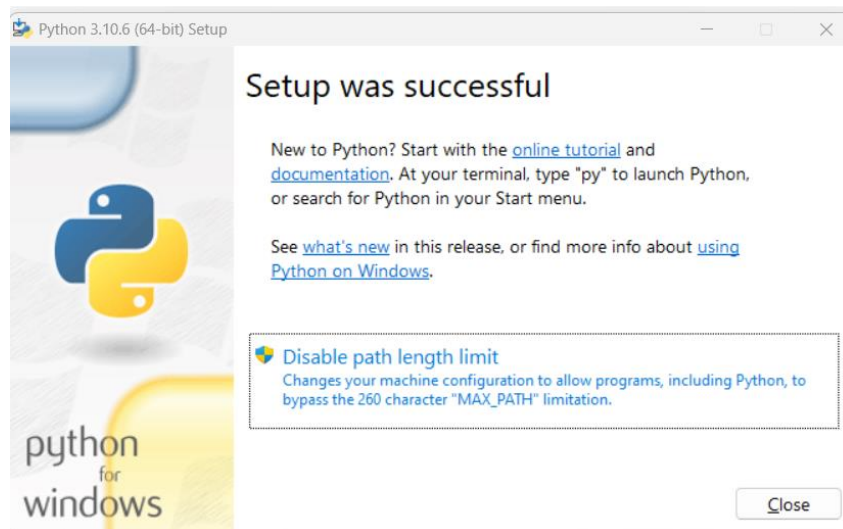 Python 3.10.6 (64-bit) Setup
Setup was successful
New to Python? Start with the online tutorial and
documentation. At your terminal, type "py" to launch Python,
or search for Python in your Start menu.
See what's new in this release, or find more info about using
Python on Windows.
Disable path length limit
Changes your machine configuration to allow programs, including Python, to
bypass the 260 character "MAX_PATH" limitation.
python
for
windows
Close